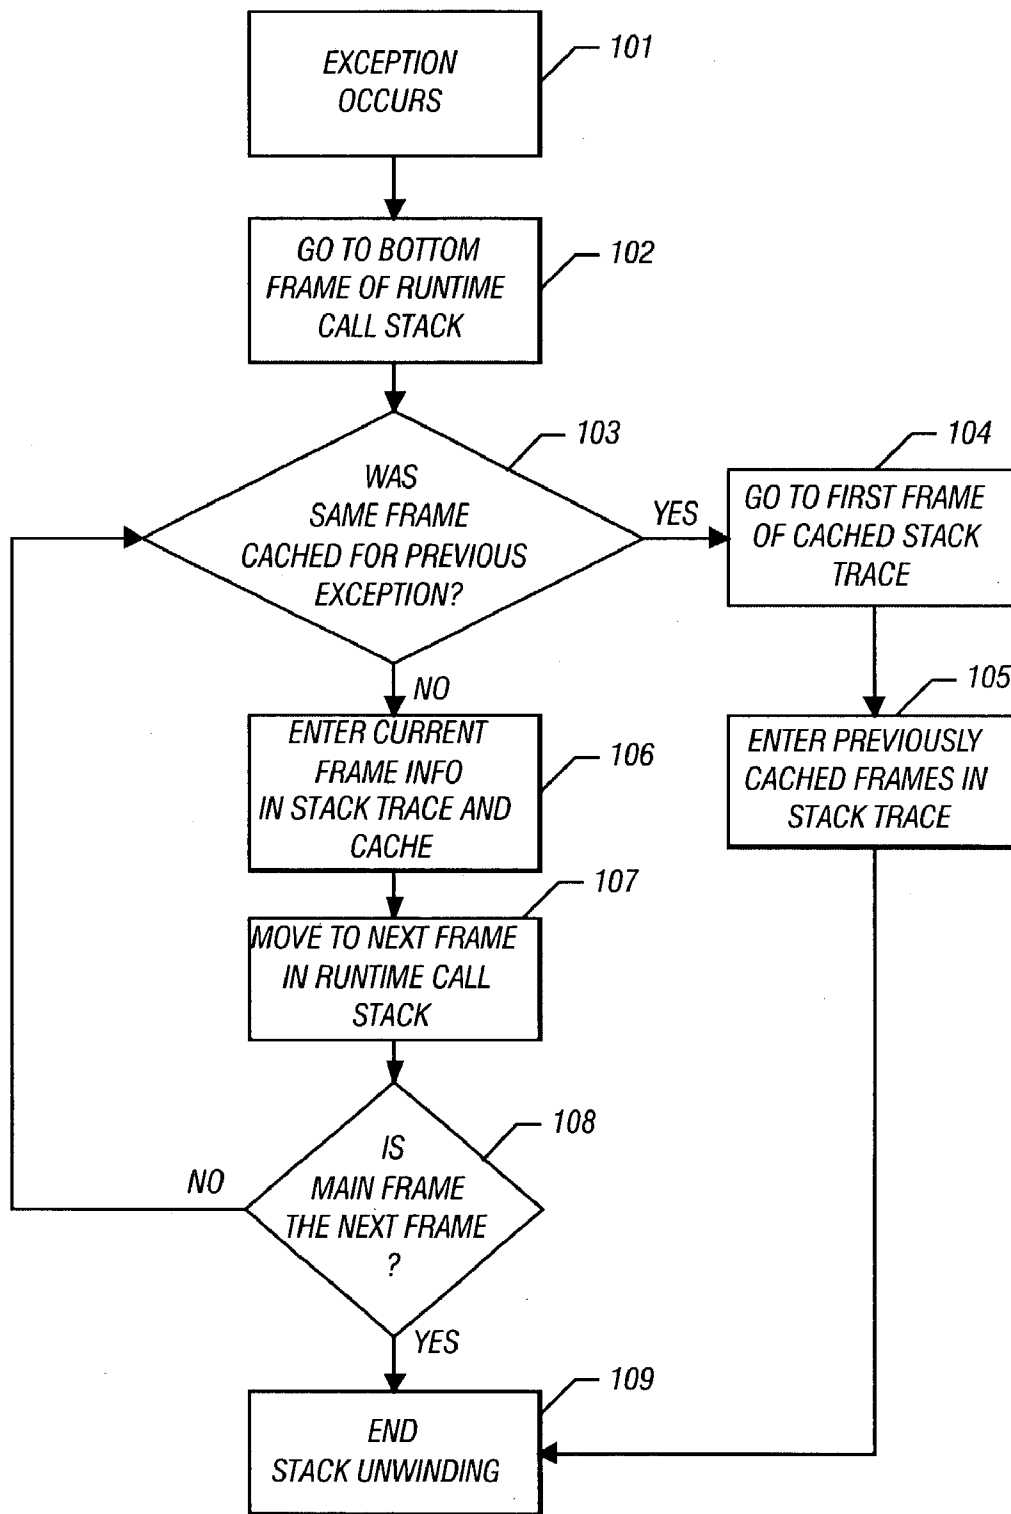 EXCEPTION
OCCURS
101
GO TO BOTTOM
FRAME OF RUNTIME
CALL STACK
102
WAS
SAME FRAME
CACHED FOR PREVIOUS
EXCEPTION?
103
YES
GO TO FIRST FRAME
OF CACHED STACK
TRACE
104
NO
ENTER CURRENT
FRAME INFO
IN STACK TRACE AND
CACHE
106
ENTER PREVIOUSLY
CACHED FRAMES IN
STACK TRACE
105
MOVE TO NEXT FRAME
IN RUNTIME CALL
STACK
107
IS
MAIN FRAME
THE NEXT FRAME
?
108
NO
YES
END
STACK UNWINDING
109